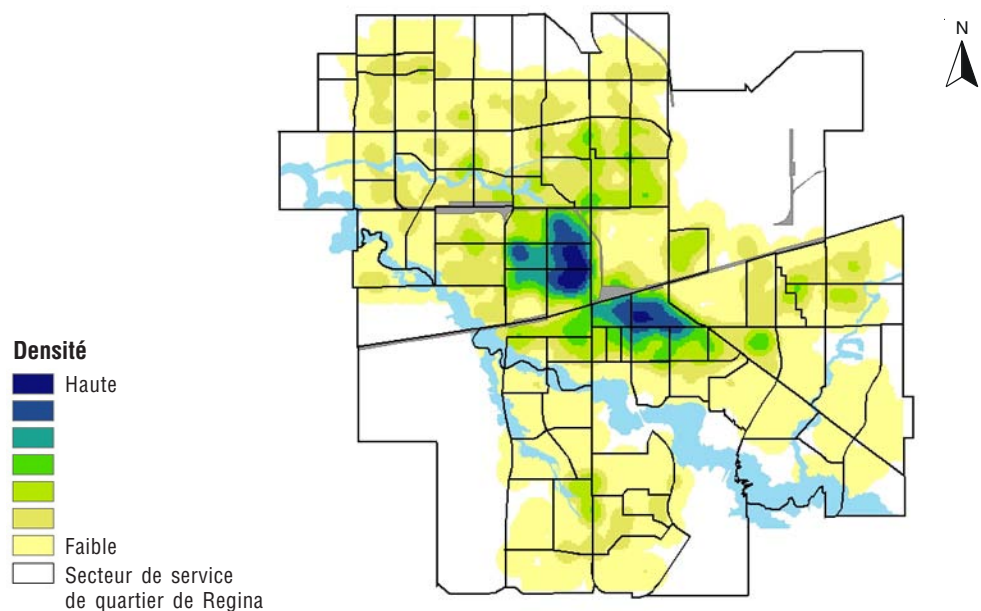 N
Densité
Haute
Faible
Secteur de service
de quartier de Regina